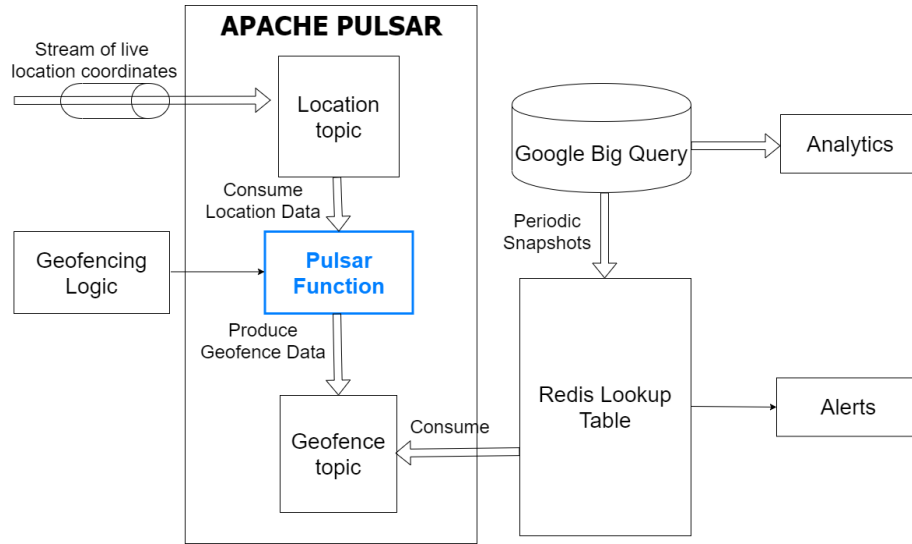 APACHE PULSAR
Stream of live
location coordinates
Location
topic
Google Big Query
Analytics
Consume
Location Data
Periodic
Snapshots
Geofencing
Logic
Pulsar
Function
Produce
Geofence Data
Redis Lookup
Table
Alerts
Geofence
topic
Consume